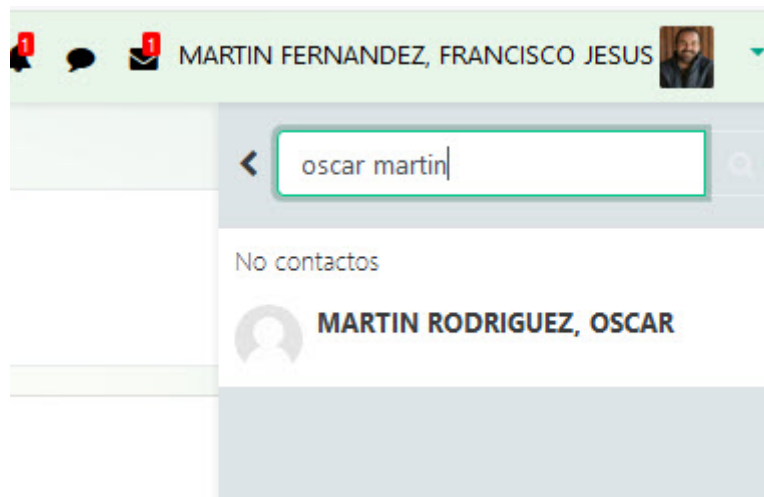 1
1
MARTIN FERNANDEZ, FRANCISCO JESUS
oscar martin
No contactos
MARTIN RODRIGUEZ, OSCAR